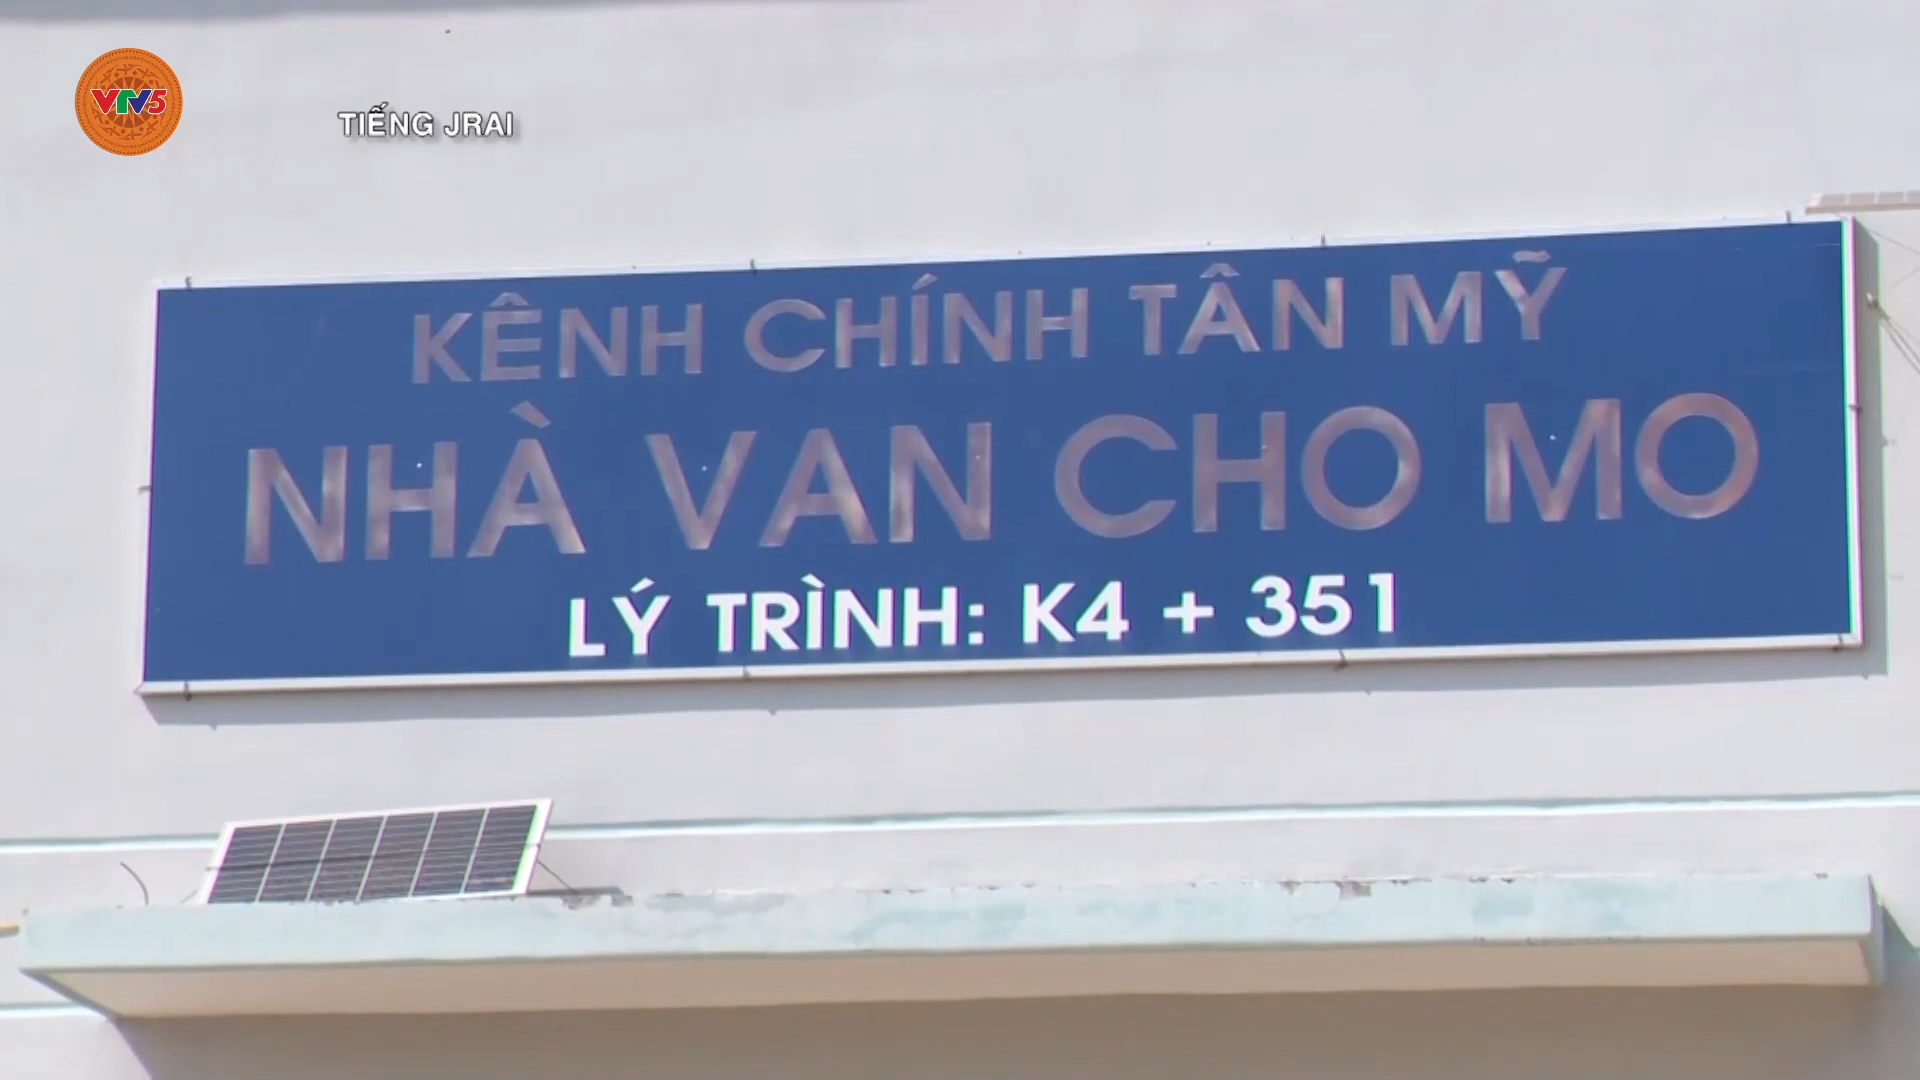 VTV5
TIẾNG JRAI
KÊNH CHÍNH TÂN MỸ
NHÀ VAN CHO MO
LÝ TRÌNH: K4 + 351